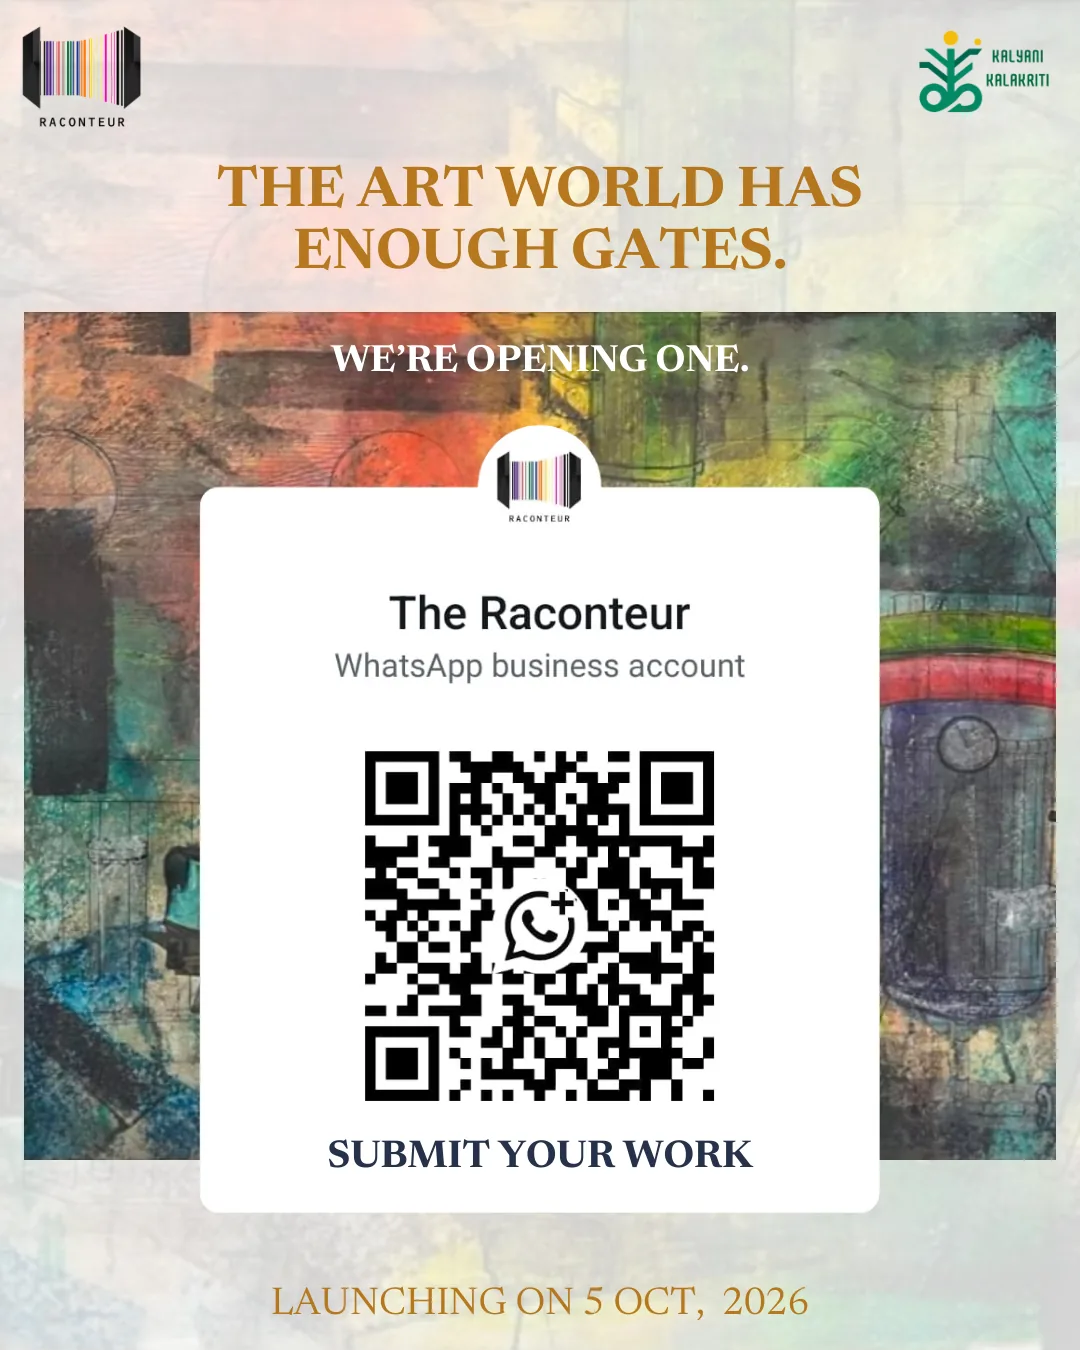 RACONTEUR
KALYANI
KALAKRITI
THE ART WORLD HAS
ENOUGH GATES.
WE'RE OPENING ONE.
RACONTEUR
The Raconteur
WhatsApp business account
SUBMIT YOUR WORK
LAUNCHING ON 5 OCT, 2026